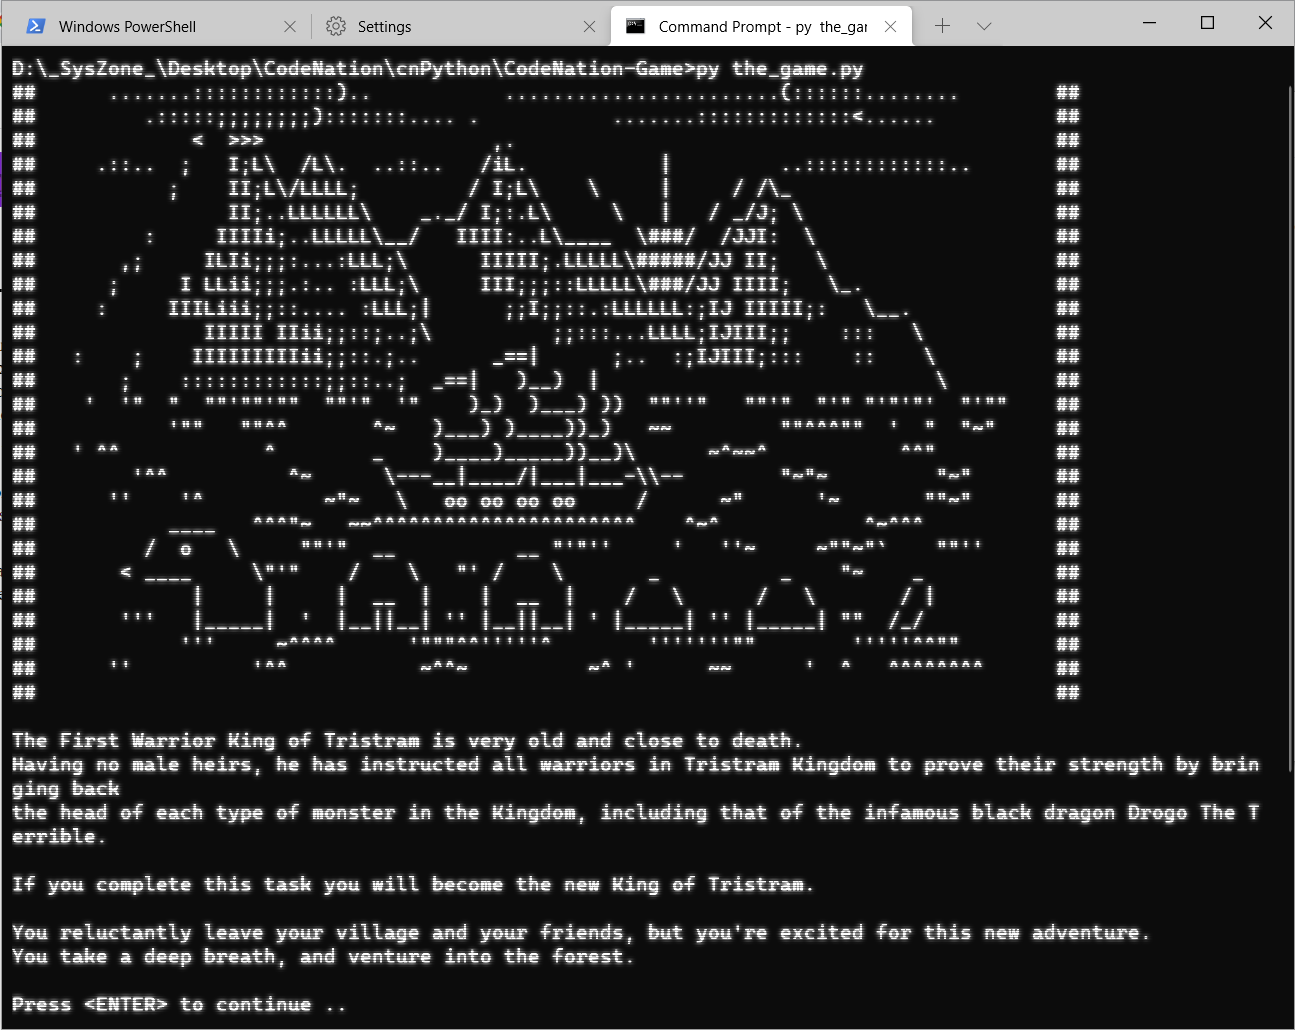 Windows PowerShell
Settings
Command Prompt - py the_gar
D:\_SysZone_\Desktop\CodeNation\cnPython\CodeNation-Game>py the_game.py
The First Warrior King of Tristram is very old and close to death.
Having no male heirs, he has instructed all warriors in Tristram Kingdom to prove their strength by brin
ging back
the head of each type of monster in the Kingdom, including that of the infamous black dragon Drogo The T
errible.
If you complete this task you will become the new King of Tristram.
You reluctantly leave your village and your friends, but you're excited for this new adventure.
You take a deep breath, and venture into the forest.
Press <ENTER> to continue ..